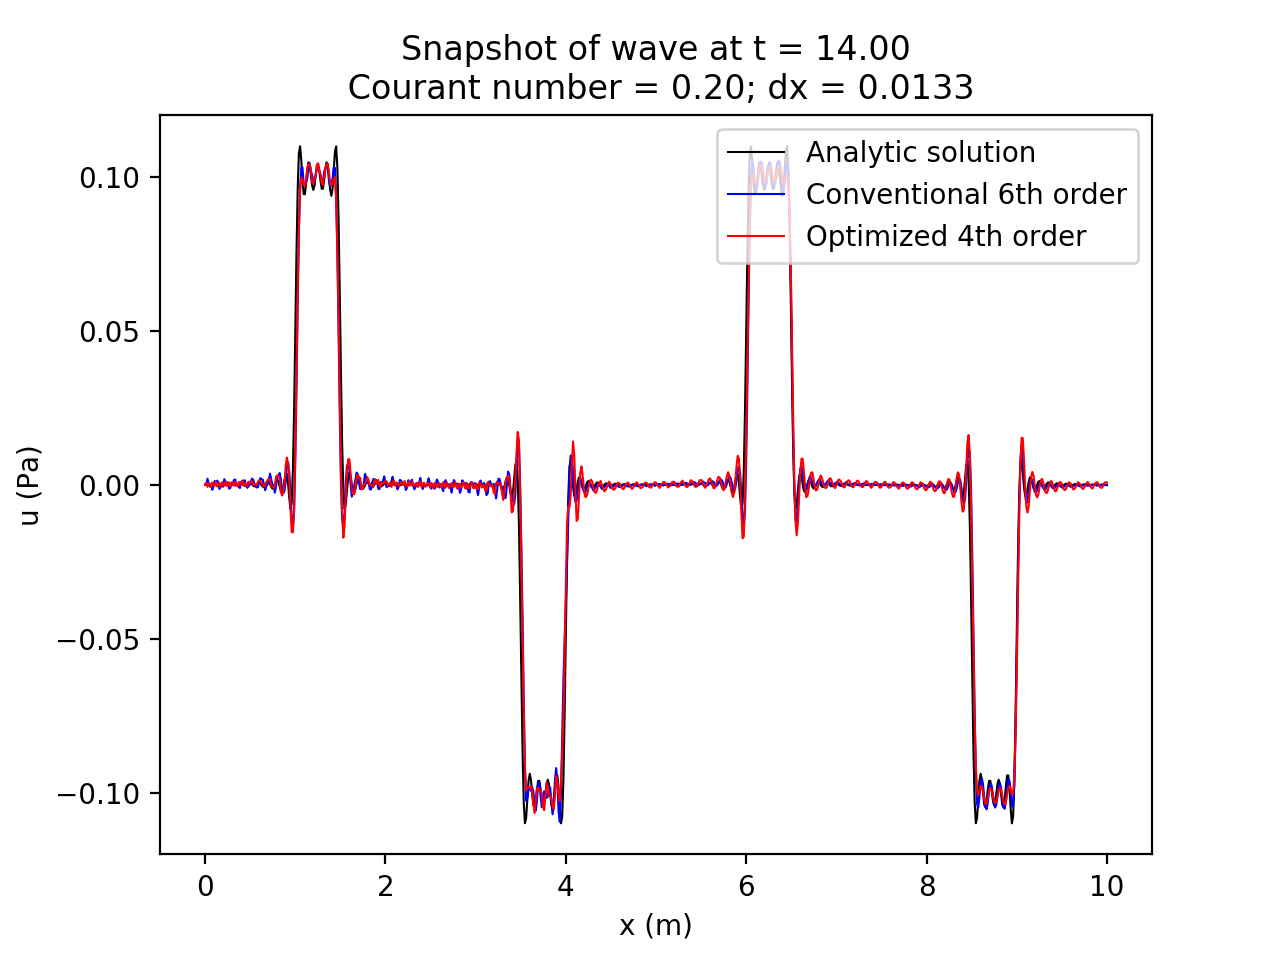 Snapshot of wave at t = 14.00
Courant number = 0.20; dx = 0.0133
Analytic solution
Conventional 6th order
Optimized 4th order
0.10
0.05
0.00
−0.05
−0.10
u (Pa)
0 2 4 6 8 10
x (m)